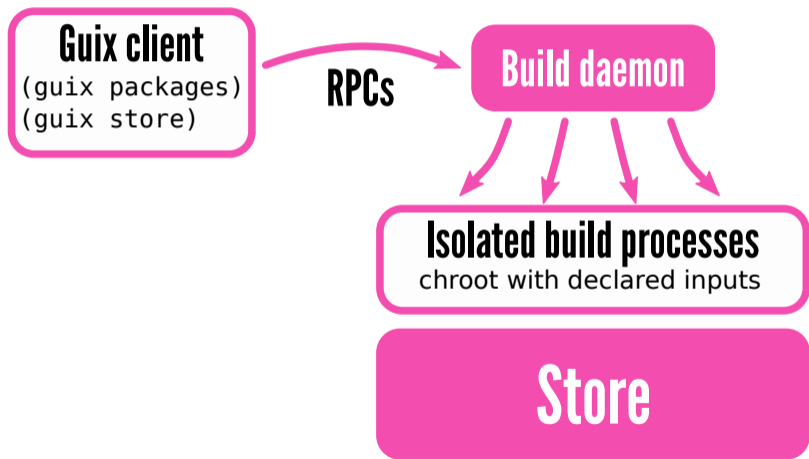 Guix client
(guix packages)
(guix store)
RPCs
Build daemon
Isolated build processes
chroot with declared inputs
Store